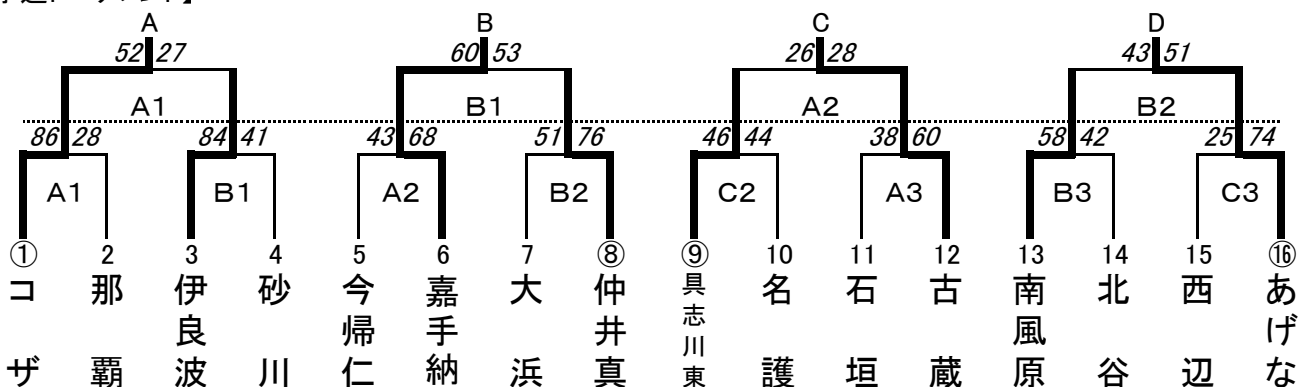 A B C D
52 27 60 53 26 28 43 51
A1 B1 A2 B2
86 28 84 41 43 68 51 76 46 44 38 60 58 42 25 74
A1 B1 A2 B2 C2 A3 B3 C3
① 2 3 4 5 6 7 ⑧ ⑨ 10 11 12 13 14 15 ⑯
コザ
那覇
伊良波
砂川
今帰仁
嘉手納
大浜
仲井真
具志川東
名護
石垣
古蔵
南風原
北谷
西辺
あげな